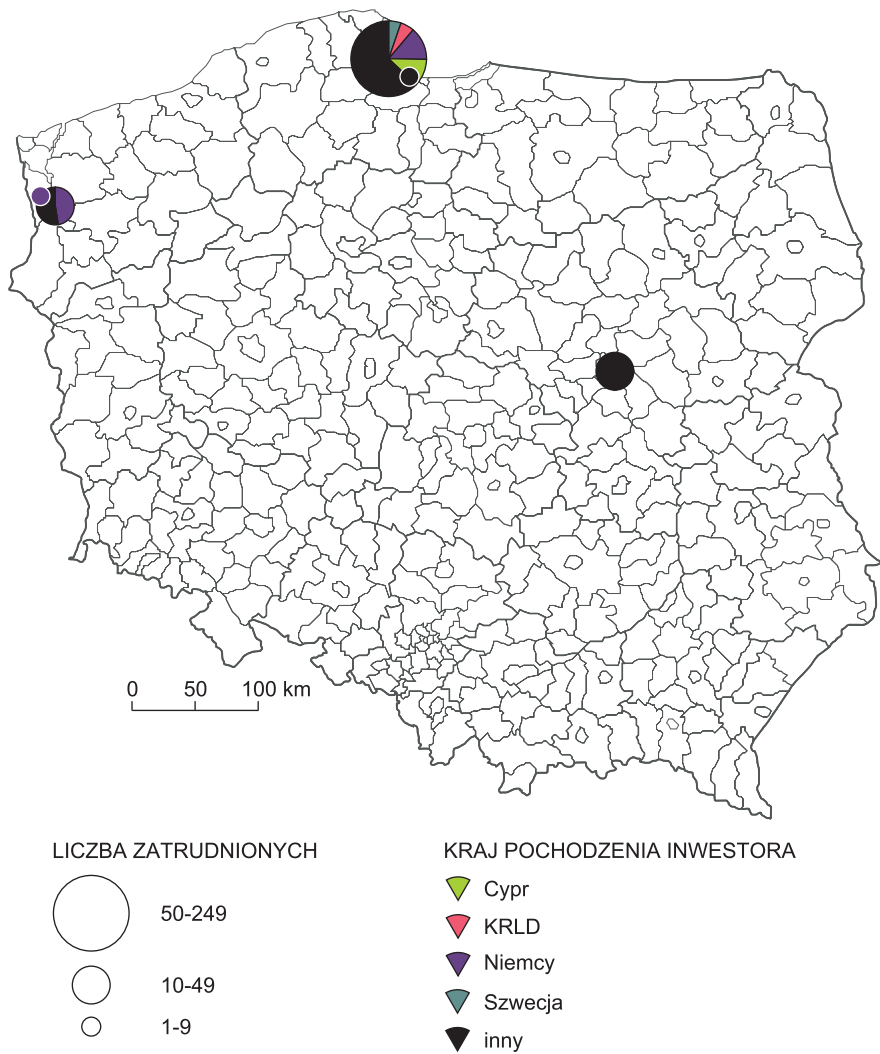 0 50 100 km
LICZBA ZATRUDNIONYCH
50-249
10-49
1-9
KRAJ POCHODZENIA INWESTORA
Cypr
KRLD
Niemcy
Szwecja
inny